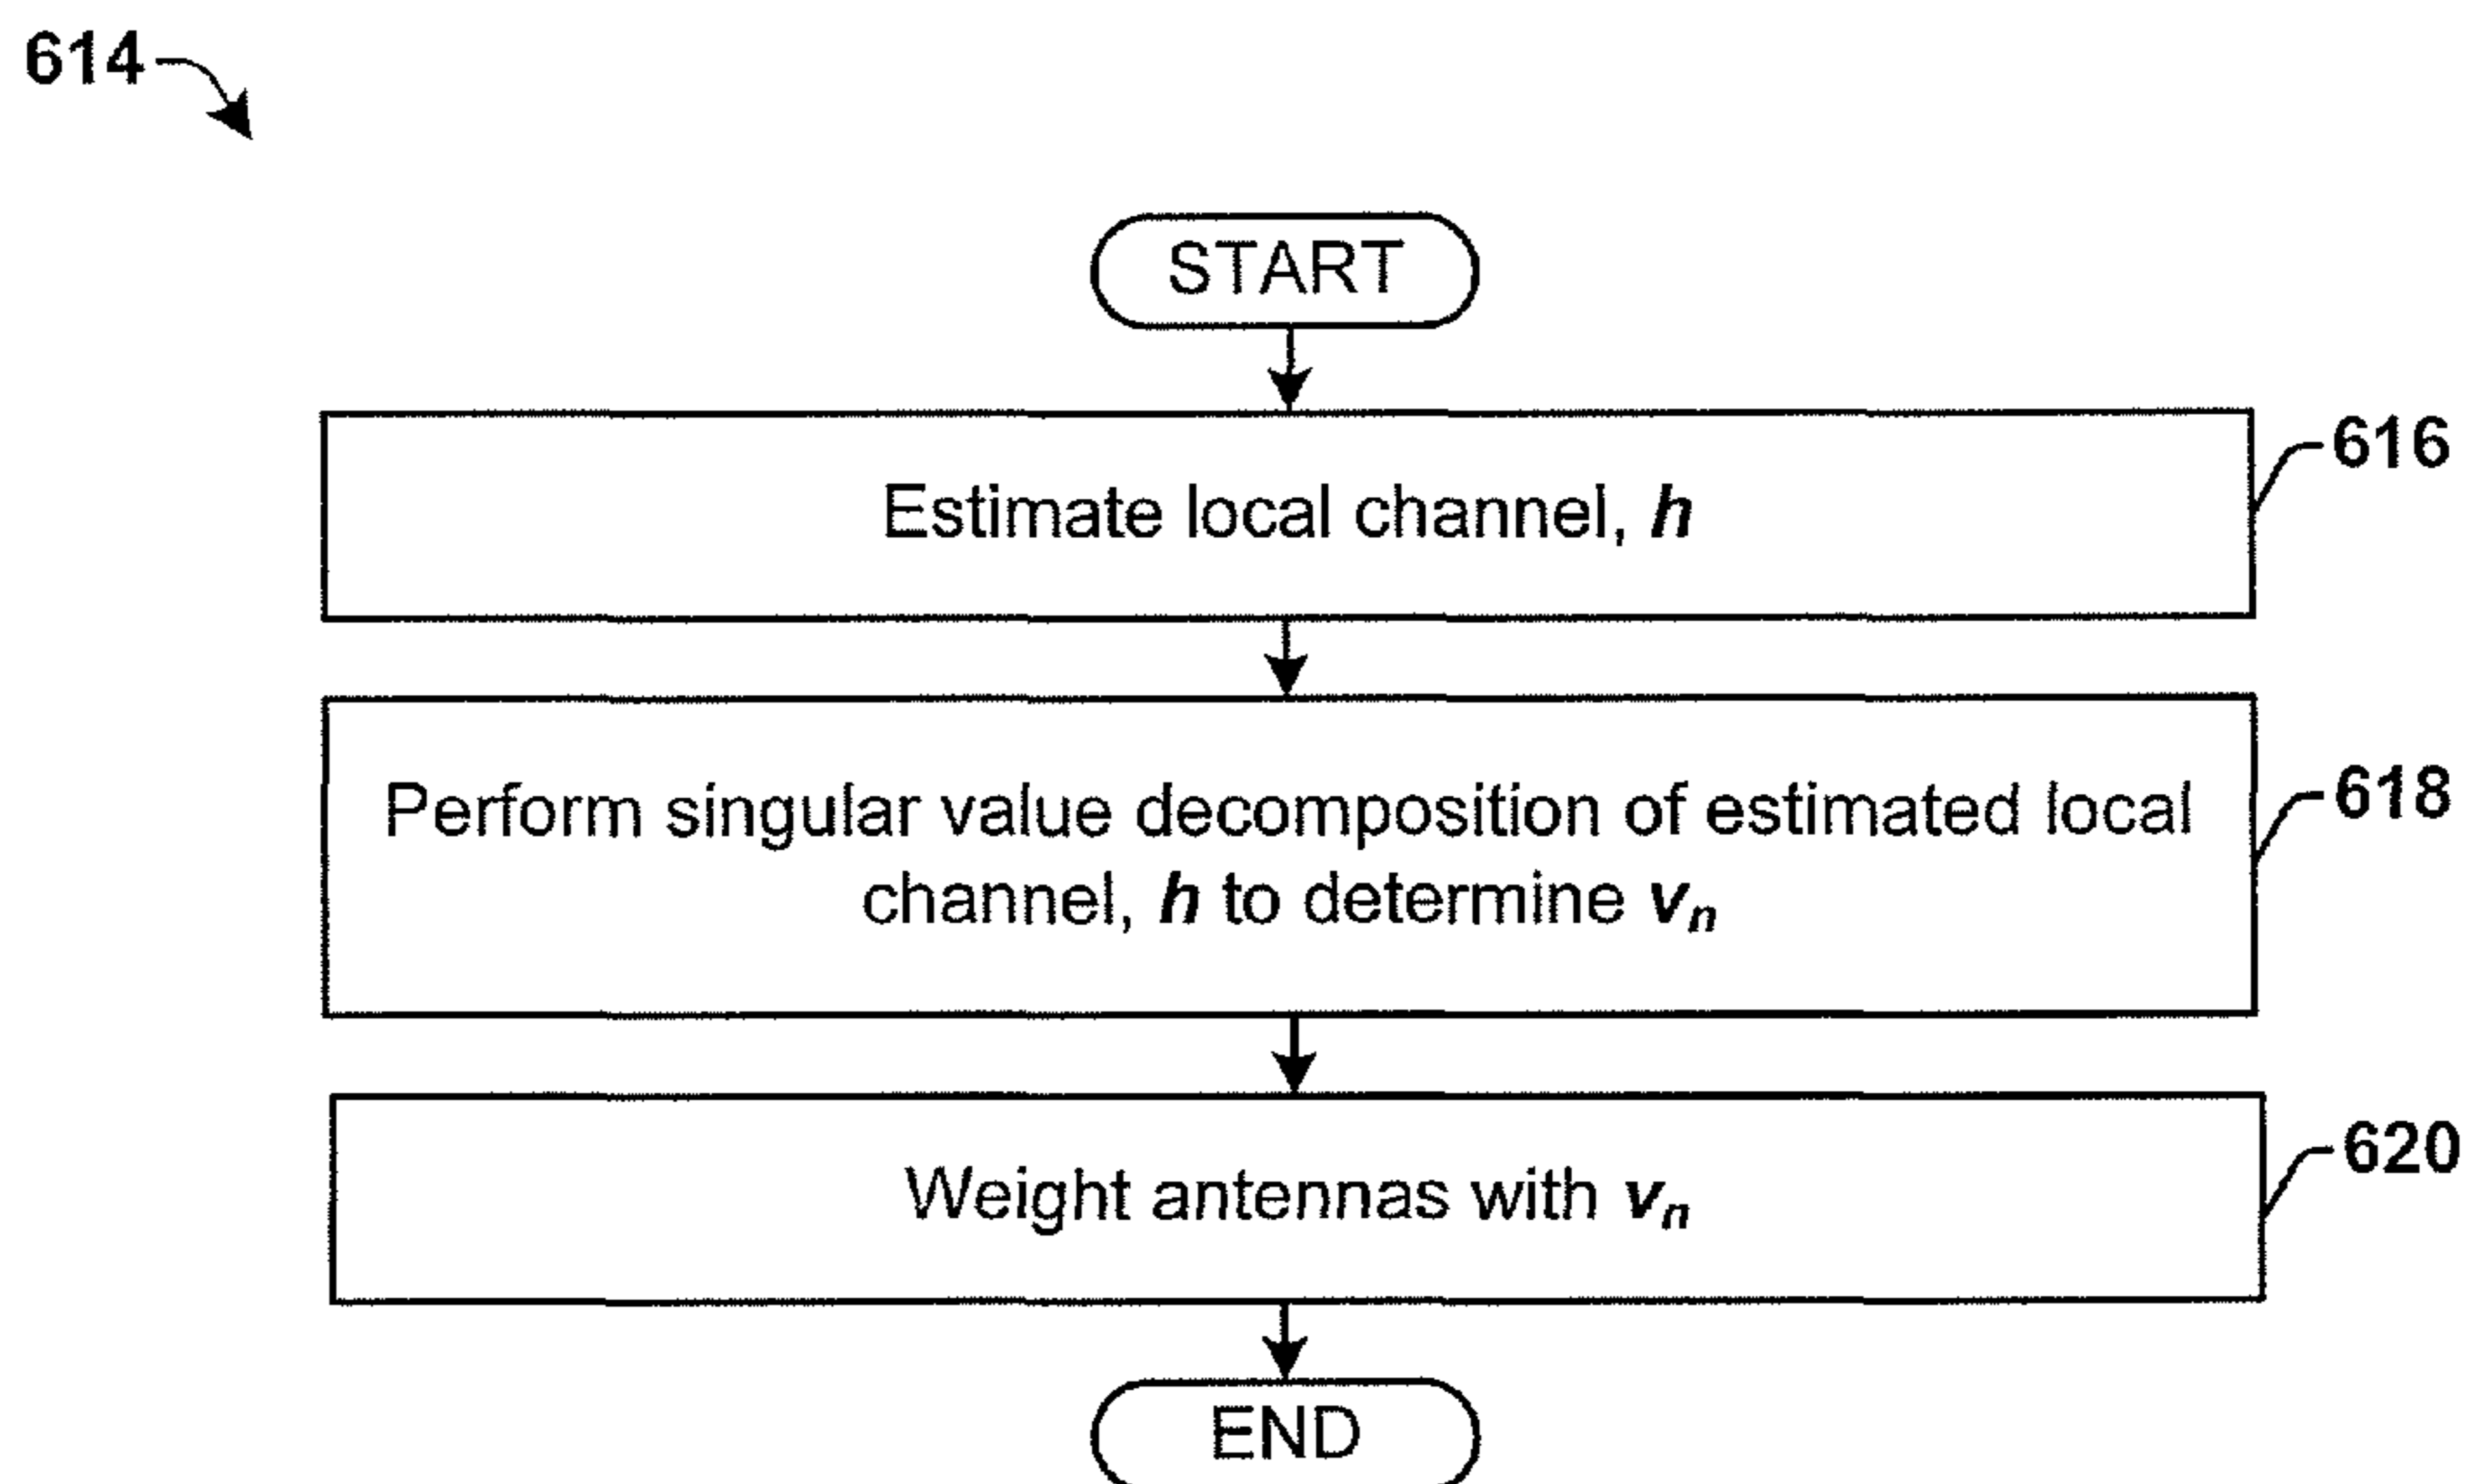 614
START
Estimate local channel, h
616
Perform singular value decomposition of estimated local
channel, h to determine vn
618
Weight antennas with vn
620
END